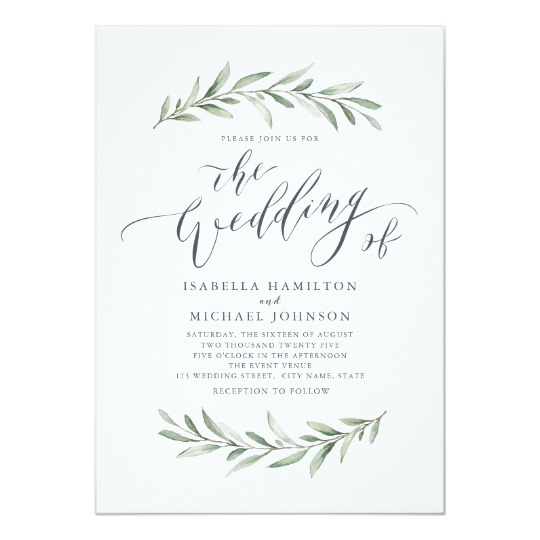 PLEASE JOIN US FOR
the
Wedding
of
ISABELLA HAMILTON
and
MICHAEL JOHNSON
SATURDAY, THE SIXTEEN OF AUGUST
TWO THOUSAND TWENTY FIVE
FIVE O'CLOCK IN THE AFTERNOON
THE EVENT VENUE
123 WEDDING STREET, CITY NAME, STATE
RECEPTION TO FOLLOW